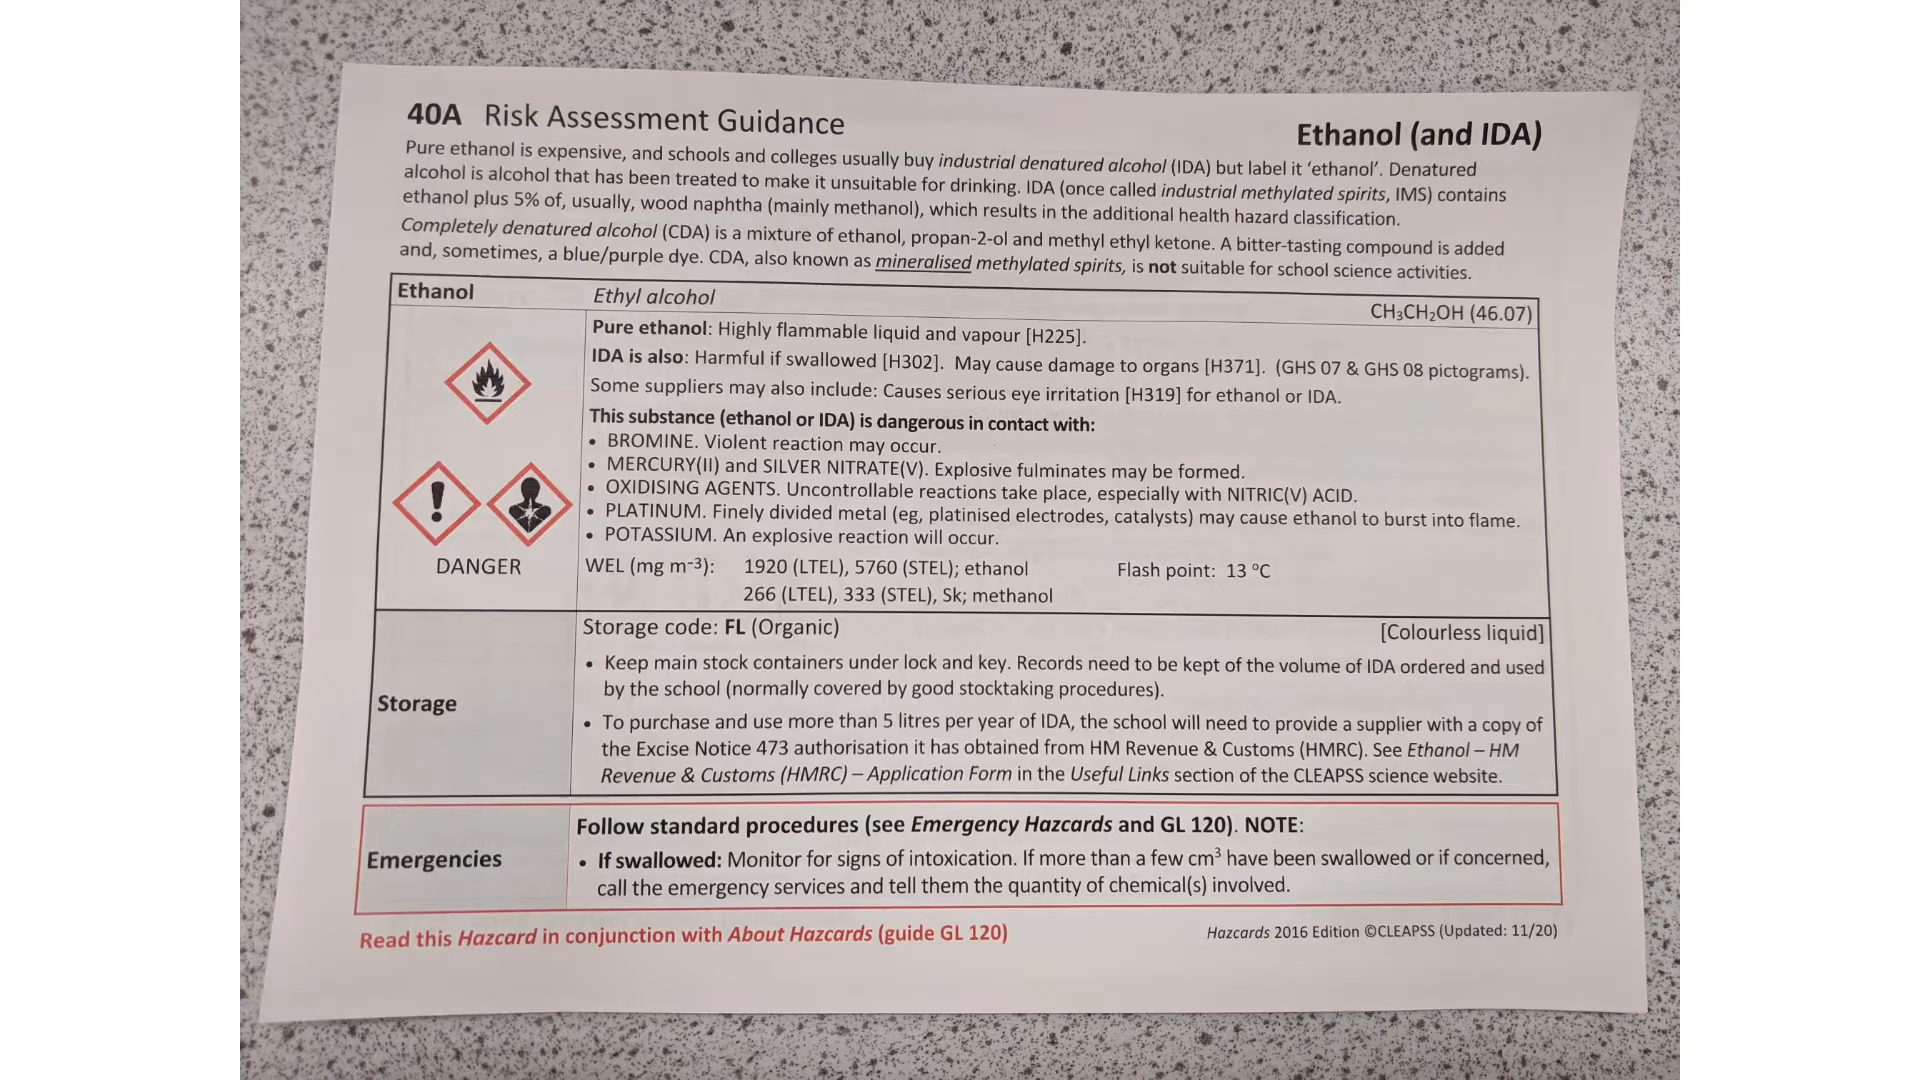 40A Risk Assessment Guidance
Ethanol (and IDA)
Pure ethanol is expensive, and schools and colleges usually buy industrial denatured alcohol (IDA) but label it ‘ethanol’. Denatured
alcohol is alcohol that has been treated to make it unsuitable for drinking. IDA (once called industrial methylated spirits, IMS) contains
ethanol plus 5% of, usually, wood naphtha (mainly methanol), which results in the additional health hazard classification.
Completely denatured alcohol (CDA) is a mixture of ethanol, propan-2-ol and methyl ethyl ketone. A bitter-tasting compound is added
and, sometimes, a blue/purple dye. CDA, also known as mineralised methylated spirits, is not suitable for school science activities.
Ethanol
Ethyl alcohol
CH₃CH₂OH (46.07)
Pure ethanol: Highly flammable liquid and vapour [H225].
IDA is also: Harmful if swallowed [H302]. May cause damage to organs [H371]. (GHS 07 & GHS 08 pictograms).
Some suppliers may also include: Causes serious eye irritation [H319] for ethanol or IDA.
This substance (ethanol or IDA) is dangerous in contact with:
• BROMINE. Violent reaction may occur.
• MERCURY(II) and SILVER NITRATE(V). Explosive fulminates may be formed.
• OXIDISING AGENTS. Uncontrollable reactions take place, especially with NITRIC(V) ACID.
• PLATINUM. Finely divided metal (eg, platinised electrodes, catalysts) may cause ethanol to burst into flame.
• POTASSIUM. An explosive reaction will occur.
DANGER
WEL (mg m⁻³): 1920 (LTEL), 5760 (STEL); ethanol Flash point: 13 ºC
266 (LTEL), 333 (STEL), Sk; methanol
Storage
Storage code: FL (Organic)
[Colourless liquid]
• Keep main stock containers under lock and key. Records need to be kept of the volume of IDA ordered and used
by the school (normally covered by good stocktaking procedures).
• To purchase and use more than 5 litres per year of IDA, the school will need to provide a supplier with a copy of
the Excise Notice 473 authorisation it has obtained from HM Revenue & Customs (HMRC). See Ethanol – HM
Revenue & Customs (HMRC) – Application Form in the Useful Links section of the CLEAPSS science website.
Emergencies
Follow standard procedures (see Emergency Hazcards and GL 120). NOTE:
• If swallowed: Monitor for signs of intoxication. If more than a few cm³ have been swallowed or if concerned,
call the emergency services and tell them the quantity of chemical(s) involved.
Read this Hazcard in conjunction with About Hazcards (guide GL 120)
Hazcards 2016 Edition ©CLEAPSS (Updated: 11/20)